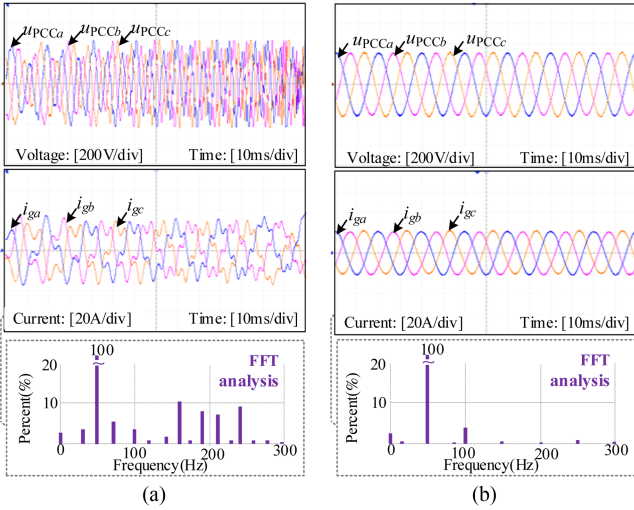 uPCCa uPCCb uPCCc
Voltage: [200V/div] Time: [10ms/div]
iga igb igc
Current: [20A/div] Time: [10ms/div]
100
20
10
Percent(%)
FFT
analysis
0 100 200 300
Frequency(Hz)
(a)
uPCCa uPCCb uPCCc
Voltage: [200V/div] Time: [10ms/div]
iga igb igc
Current: [20A/div] Time: [10ms/div]
100
20
10
Percent(%)
FFT
analysis
0 100 200 300
Frequency(Hz)
(b)